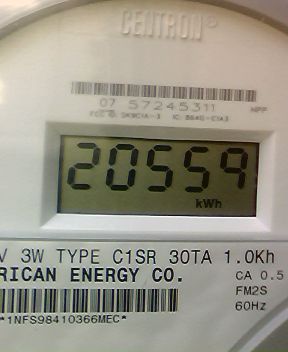 CENTRON®
07 57245311
20559
kWh
V 3W TYPE C1SR 30TA 1.0Kh
RICAN ENERGY CO.
CA 0.5
FM2S
60Hz
*1NFS98410366MEC*